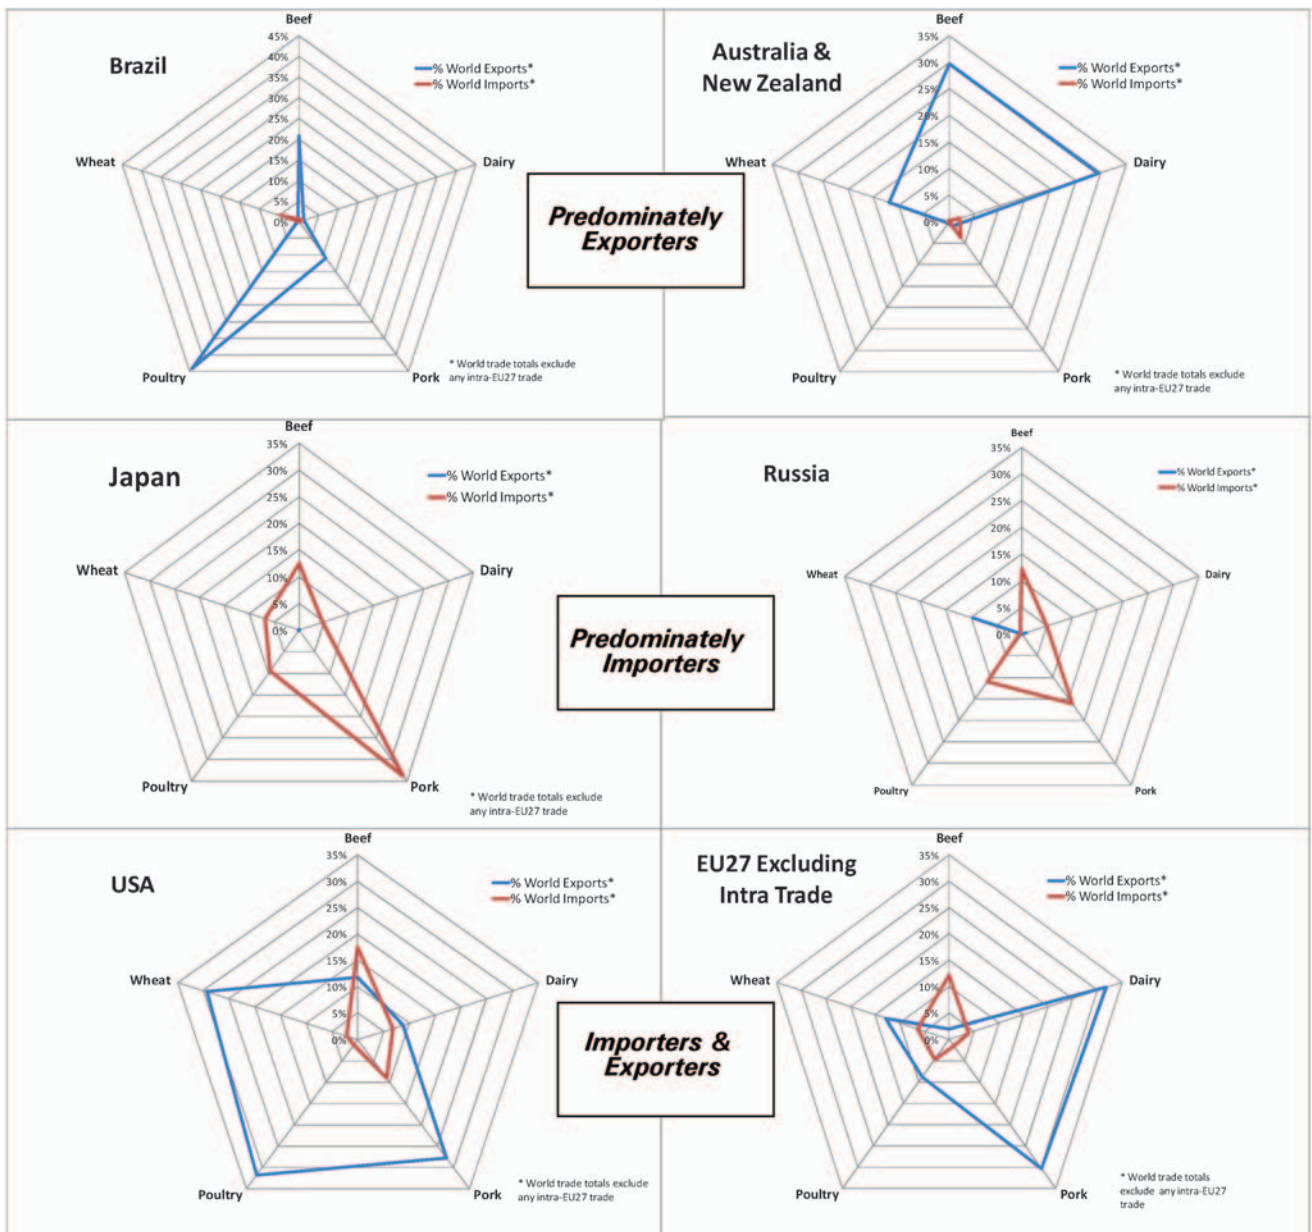 Brazil
Beef
45%
40%
35%
30%
25%
20%
15%
10%
5%
0%
% World Exports*
% World Imports*
Wheat
Dairy
Poultry
Pork
* World trade totals exclude
any intra-EU27 trade
Australia &
New Zealand
Beef
35%
30%
25%
20%
15%
10%
5%
0%
% World Exports*
% World Imports*
Wheat
Dairy
Poultry
Pork
* World trade totals exclude
any intra-EU27 trade
Predominately
Exporters
Japan
Beef
35%
30%
25%
20%
15%
10%
5%
0%
% World Exports*
% World Imports*
Wheat
Dairy
Poultry
Pork
* World trade totals exclude
any intra-EU27 trade
Russia
Beef
35%
30%
25%
20%
15%
10%
5%
0%
% World Exports*
% World Imports*
Wheat
Dairy
Poultry
Pork
Predominately
Importers
USA
Beef
35%
30%
25%
20%
15%
10%
5%
0%
% World Exports*
% World Imports*
Wheat
Dairy
Poultry
Pork
* World trade totals exclude
any intra-EU27 trade
EU27 Excluding
Intra Trade
Beef
35%
30%
25%
20%
15%
10%
5%
0%
% World Exports*
% World Imports*
Wheat
Dairy
Poultry
Pork
* World trade totals
exclude any intra-EU27
trade
Importers &
Exporters